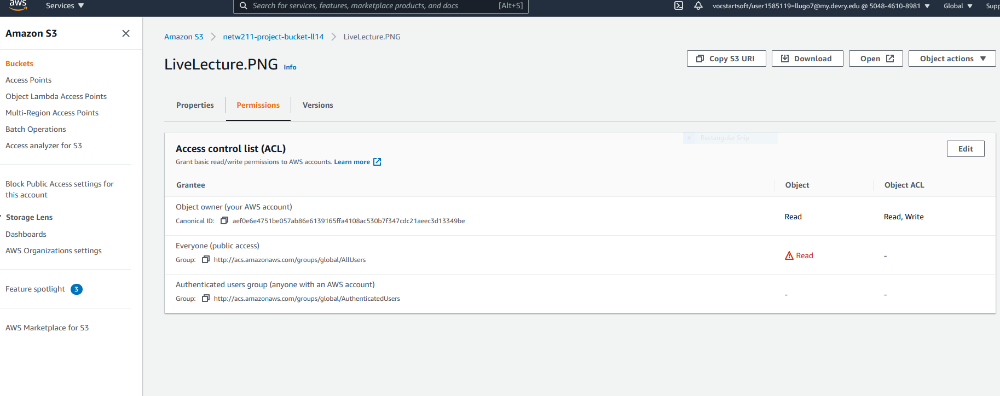 aws
Services
Search for services, features, marketplace products, and docs [Alt+S]
vocstartsoft/user1585119=llugo7@my.devry.edu @ 5048-4610-8981
Global
Supp
Amazon S3
Buckets
Access Points
Object Lambda Access Points
Multi-Region Access Points
Batch Operations
Access analyzer for S3
Block Public Access settings for
this account
Storage Lens
Dashboards
AWS Organizations settings
Feature spotlight 3
AWS Marketplace for S3
Amazon S3 netw211-project-bucket-ll14 LiveLecture.PNG
LiveLecture.PNG Info
Copy S3 URI
Download
Open
Object actions
Properties Permissions Versions
Rectangular Snip
Access control list (ACL)
Edit
Grant basic read/write permissions to AWS accounts. Learn more
Grantee Object Object ACL
Object owner (your AWS account)
Canonical ID: aef0e6e4751be057ab86e6139165ffa4108ac530b7f347cdc21aeec3d13349be
Read Read, Write
Everyone (public access)
Group: http://acs.amazonaws.com/groups/global/AllUsers
Read -
Authenticated users group (anyone with an AWS account)
Group: http://acs.amazonaws.com/groups/global/AuthenticatedUsers
- -